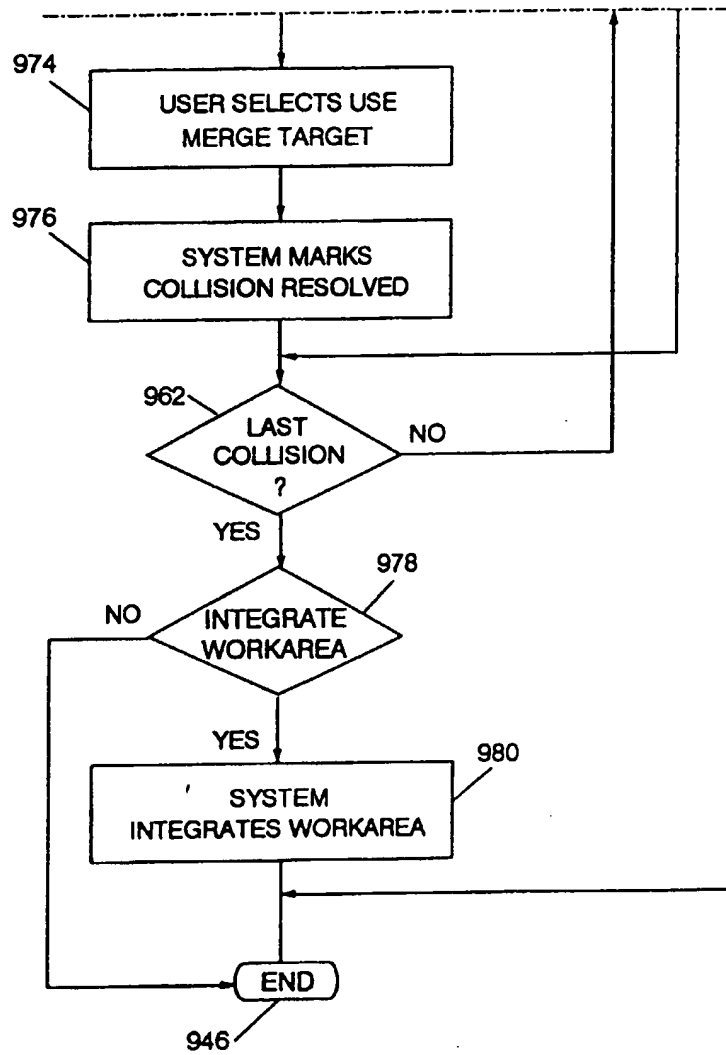 974
USER SELECTS USE
MERGE TARGET
976
SYSTEM MARKS
COLLISION RESOLVED
962
LAST
COLLISION
?
NO
YES
978
NO
INTEGRATE
WORKAREA
YES
980
SYSTEM
INTEGRATES WORKAREA
END
946